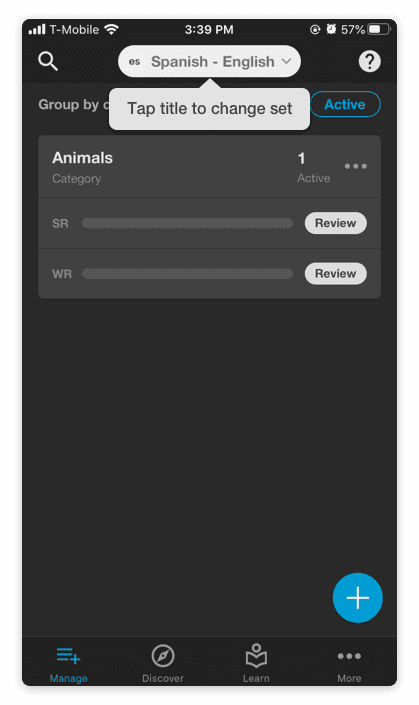 T-Mobile 3:39 PM 57%
es Spanish - English
?
Group by
Tap title to change set
Active
Animals 1
Category Active
SR Review
WR Review
Manage Discover Learn More